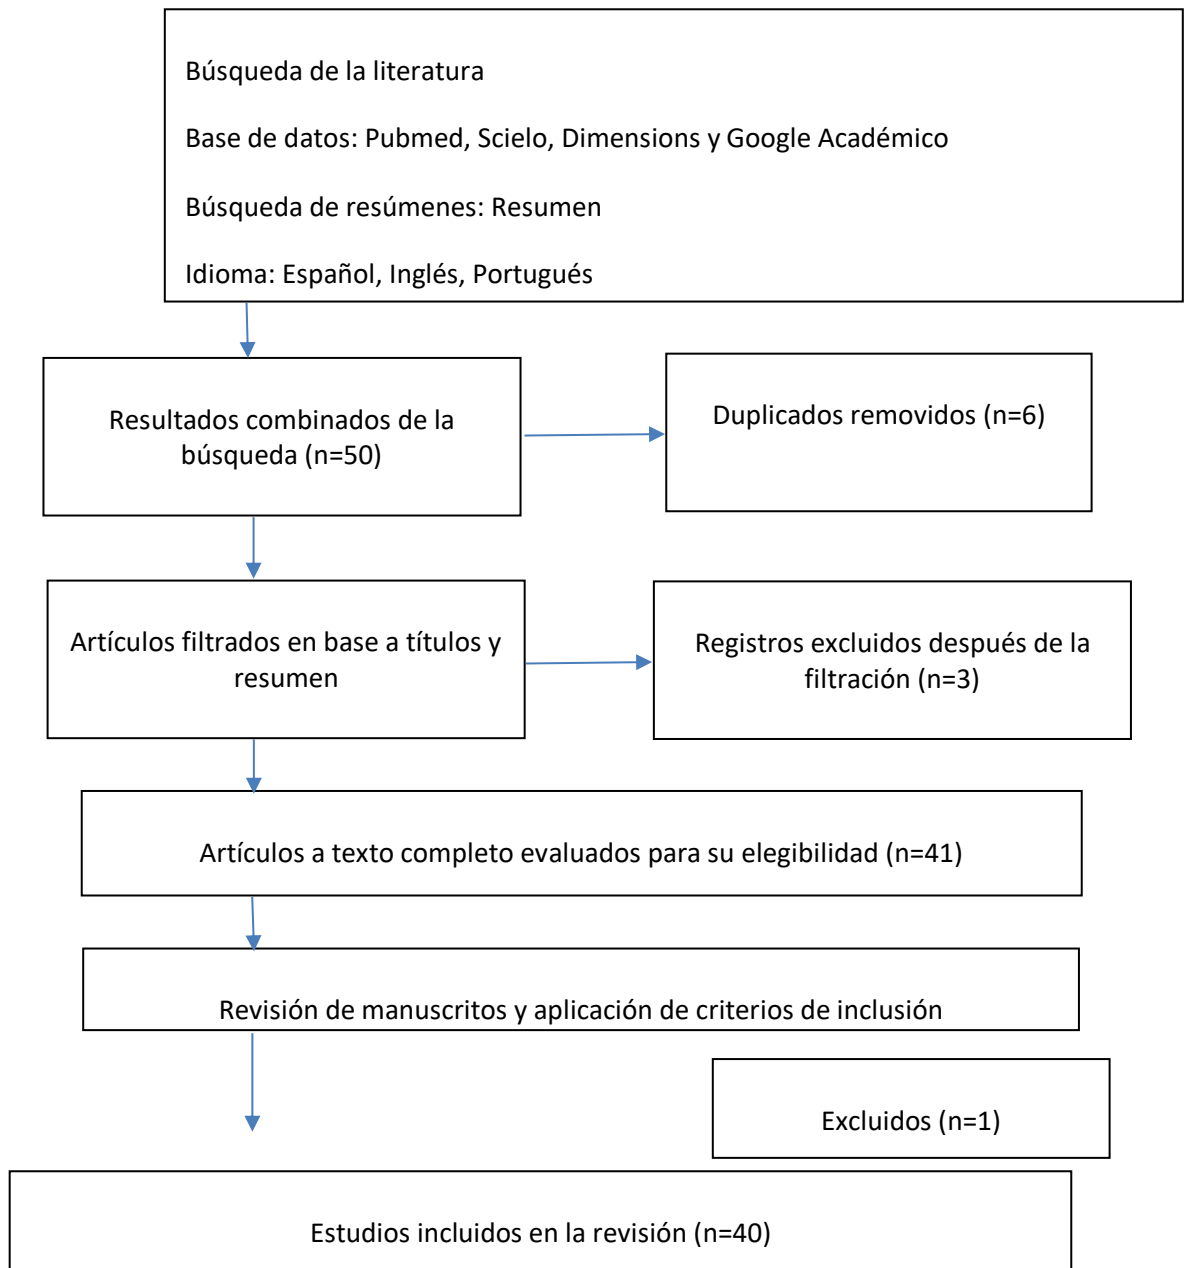 Búsqueda de la literatura
Base de datos: Pubmed, Scielo, Dimensions y Google Académico
Búsqueda de resúmenes: Resumen
Idioma: Español, Inglés, Portugués
Resultados combinados de la
búsqueda (n=50)
Duplicados removidos (n=6)
Artículos filtrados en base a títulos y
resumen
Registros excluidos después de la
filtración (n=3)
Artículos a texto completo evaluados para su elegibilidad (n=41)
Revisión de manuscritos y aplicación de criterios de inclusión
Excluidos (n=1)
Estudios incluidos en la revisión (n=40)